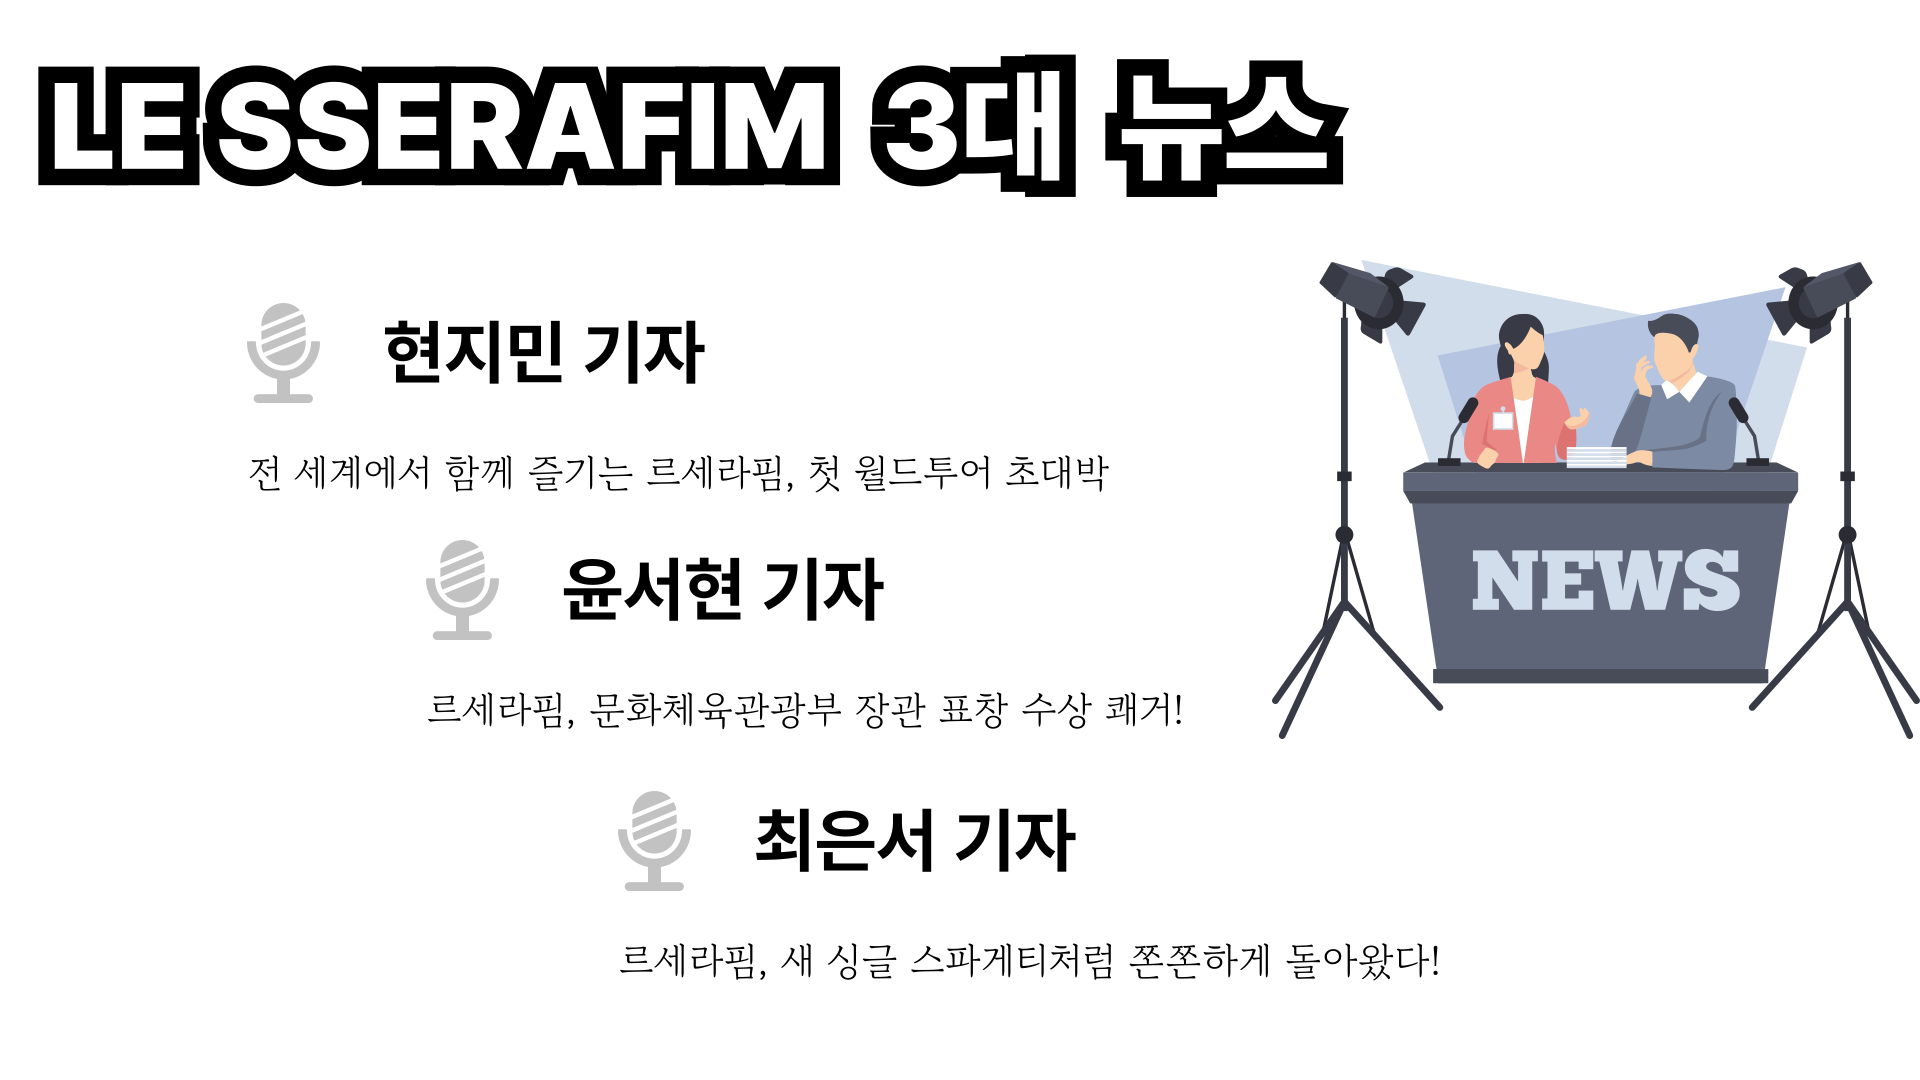 LE SSERAFIM 3대 뉴스
현지민 기자
전 세계에서 함께 즐기는 르세라핌, 첫 월드투어 초대박
윤서현 기자
르세라핌, 문화체육관광부 장관 표창 수상 쾌거!
NEWS
최은서 기자
르세라핌, 새 싱글 스파게티처럼 쫀쫀하게 돌아왔다!